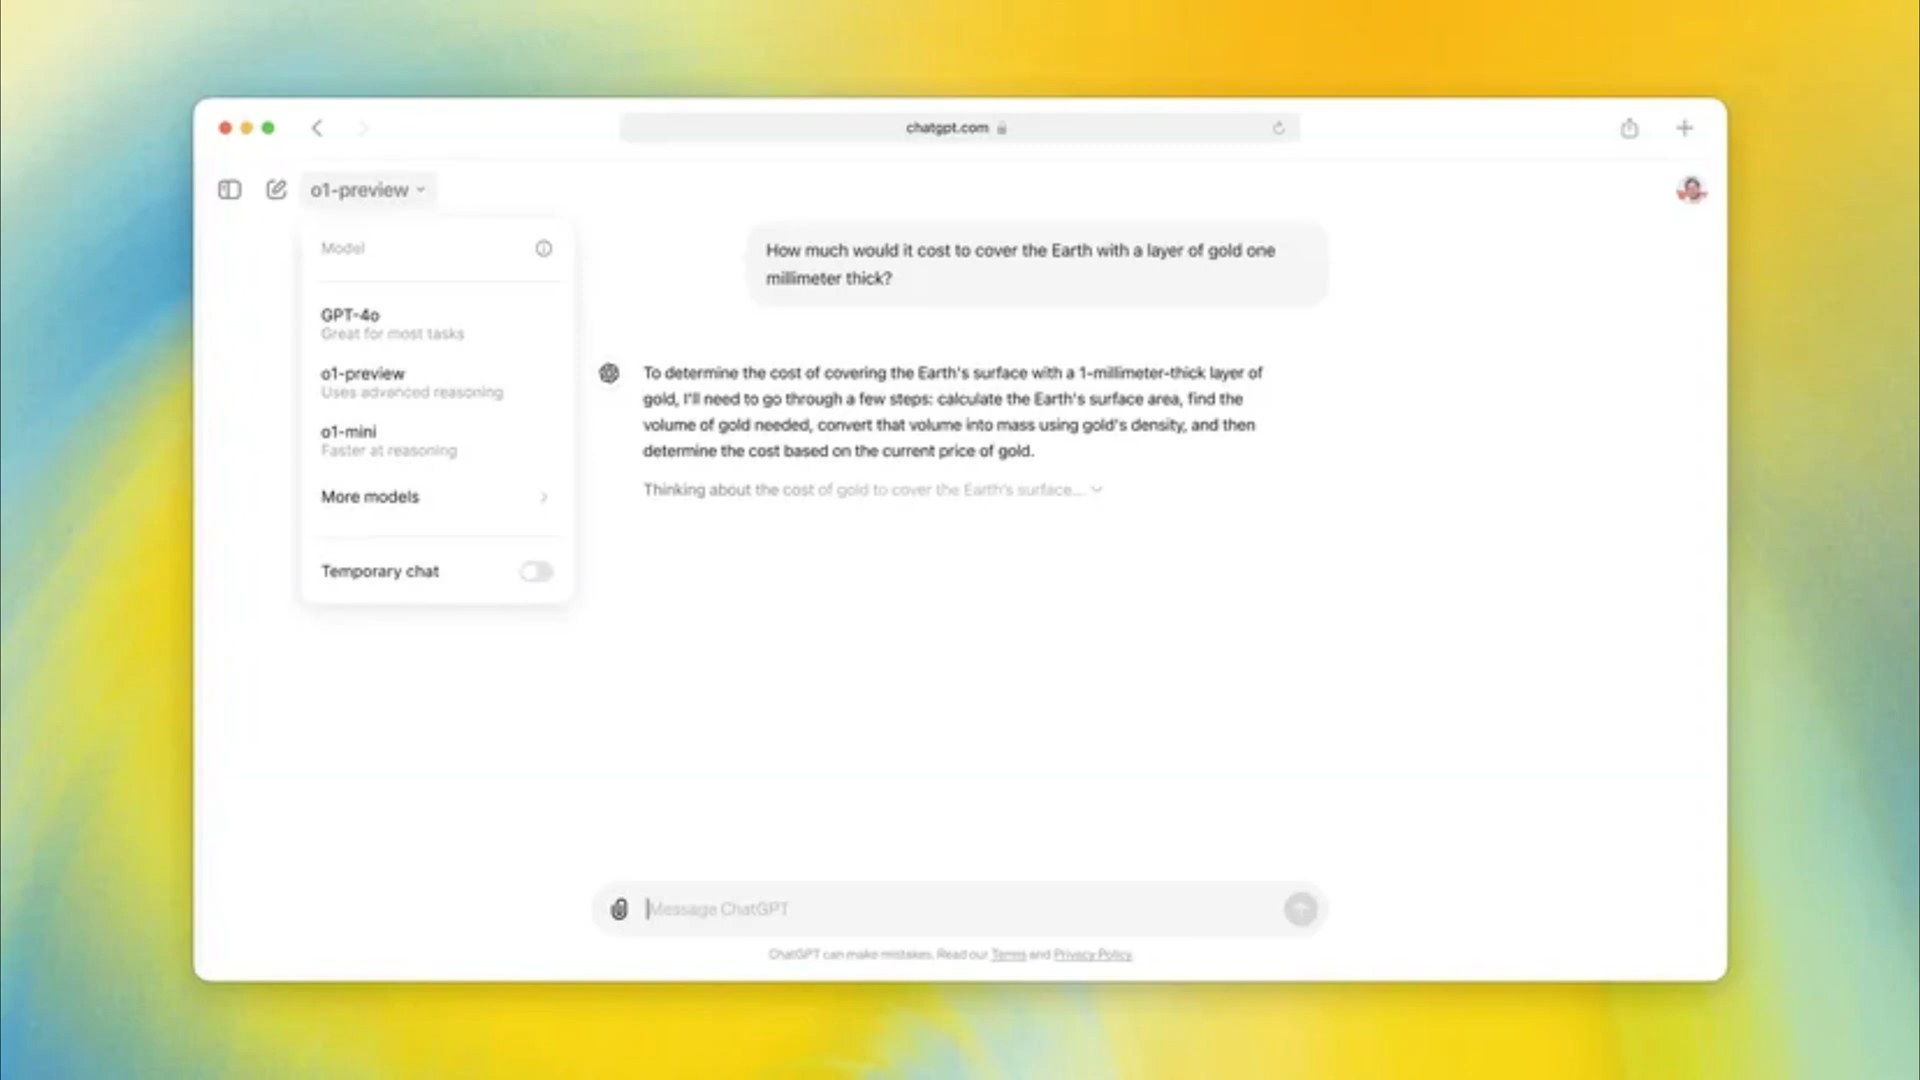 chatgpt.com
o1-preview
Model
GPT-4o
Great for most tasks
o1-preview
Uses advanced reasoning
o1-mini
Faster at reasoning
More models
Temporary chat
How much would it cost to cover the Earth with a layer of gold one
millimeter thick?
To determine the cost of covering the Earth's surface with a 1-millimeter-thick layer of
gold, I'll need to go through a few steps: calculate the Earth's surface area, find the
volume of gold needed, convert that volume into mass using gold's density, and then
determine the cost based on the current price of gold.
Thinking about the cost of gold to cover the Earth's surface...
Message ChatGPT
ChatGPT can make mistakes. Read our Terms and Privacy Policy.